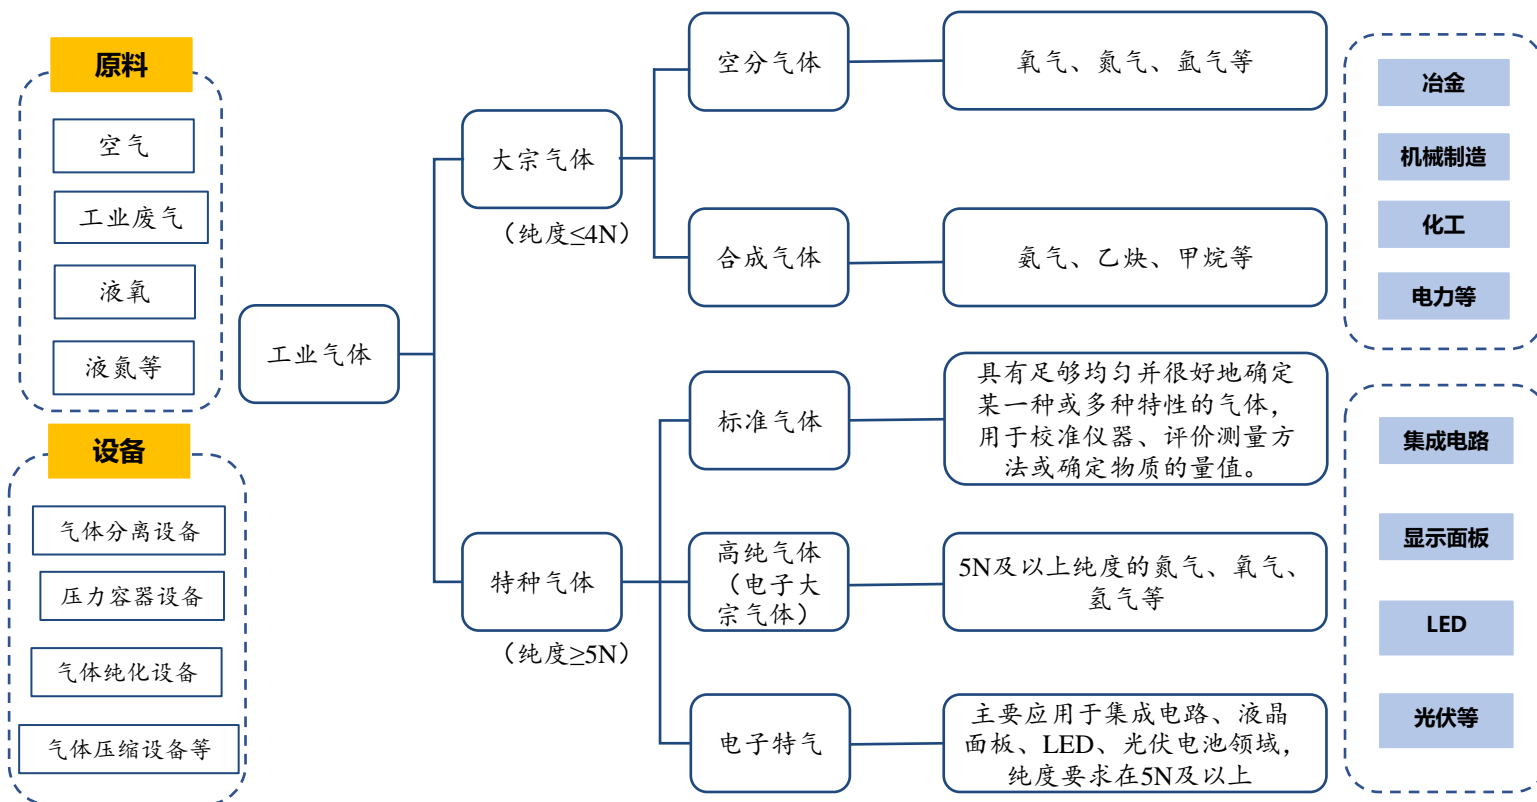 原料
空气
工业废气
液氧
液氮等
设备
气体分离设备
压力容器设备
气体纯化设备
气体压缩设备等
工业气体
大宗气体
（纯度≤4N）
特种气体
（纯度≥5N）
空分气体
氧气、氮气、氩气等
合成气体
氨气、乙炔、甲烷等
标准气体
具有足够均匀并很好地确定
某一种或多种特性的气体，
用于校准仪器、评价测量方
法或确定物质的量值。
高纯气体
（电子大
宗气体）
5N及以上纯度的氮气、氧气、
氢气等
电子特气
主要应用于集成电路、液晶
面板、LED、光伏电池领域，
纯度要求在5N及以上
冶金
机械制造
化工
电力等
集成电路
显示面板
LED
光伏等